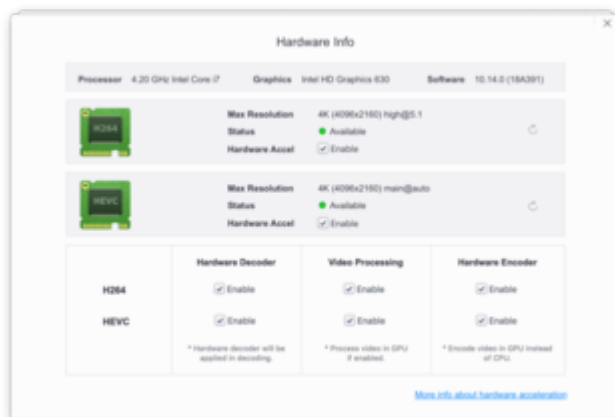 Hardware Info
Processor 4.20 GHz Intel Core i7 Graphics Intel HD Graphics 630 Software 10.14.0 (18A391)
H264
Max Resolution 4K (4096x2160) high@5.1
Status Available
Hardware Accel Enable
HEVC
Max Resolution 4K (4096x2160) main@auto
Status Available
Hardware Accel Enable
Hardware Decoder Video Processing Hardware Encoder
H264 Enable Enable Enable
HEVC Enable Enable Enable
* Hardware decoder will be * Process video in GPU * Encode video in GPU instead
applied in decoding. if enabled. of CPU.
More info about hardware acceleration